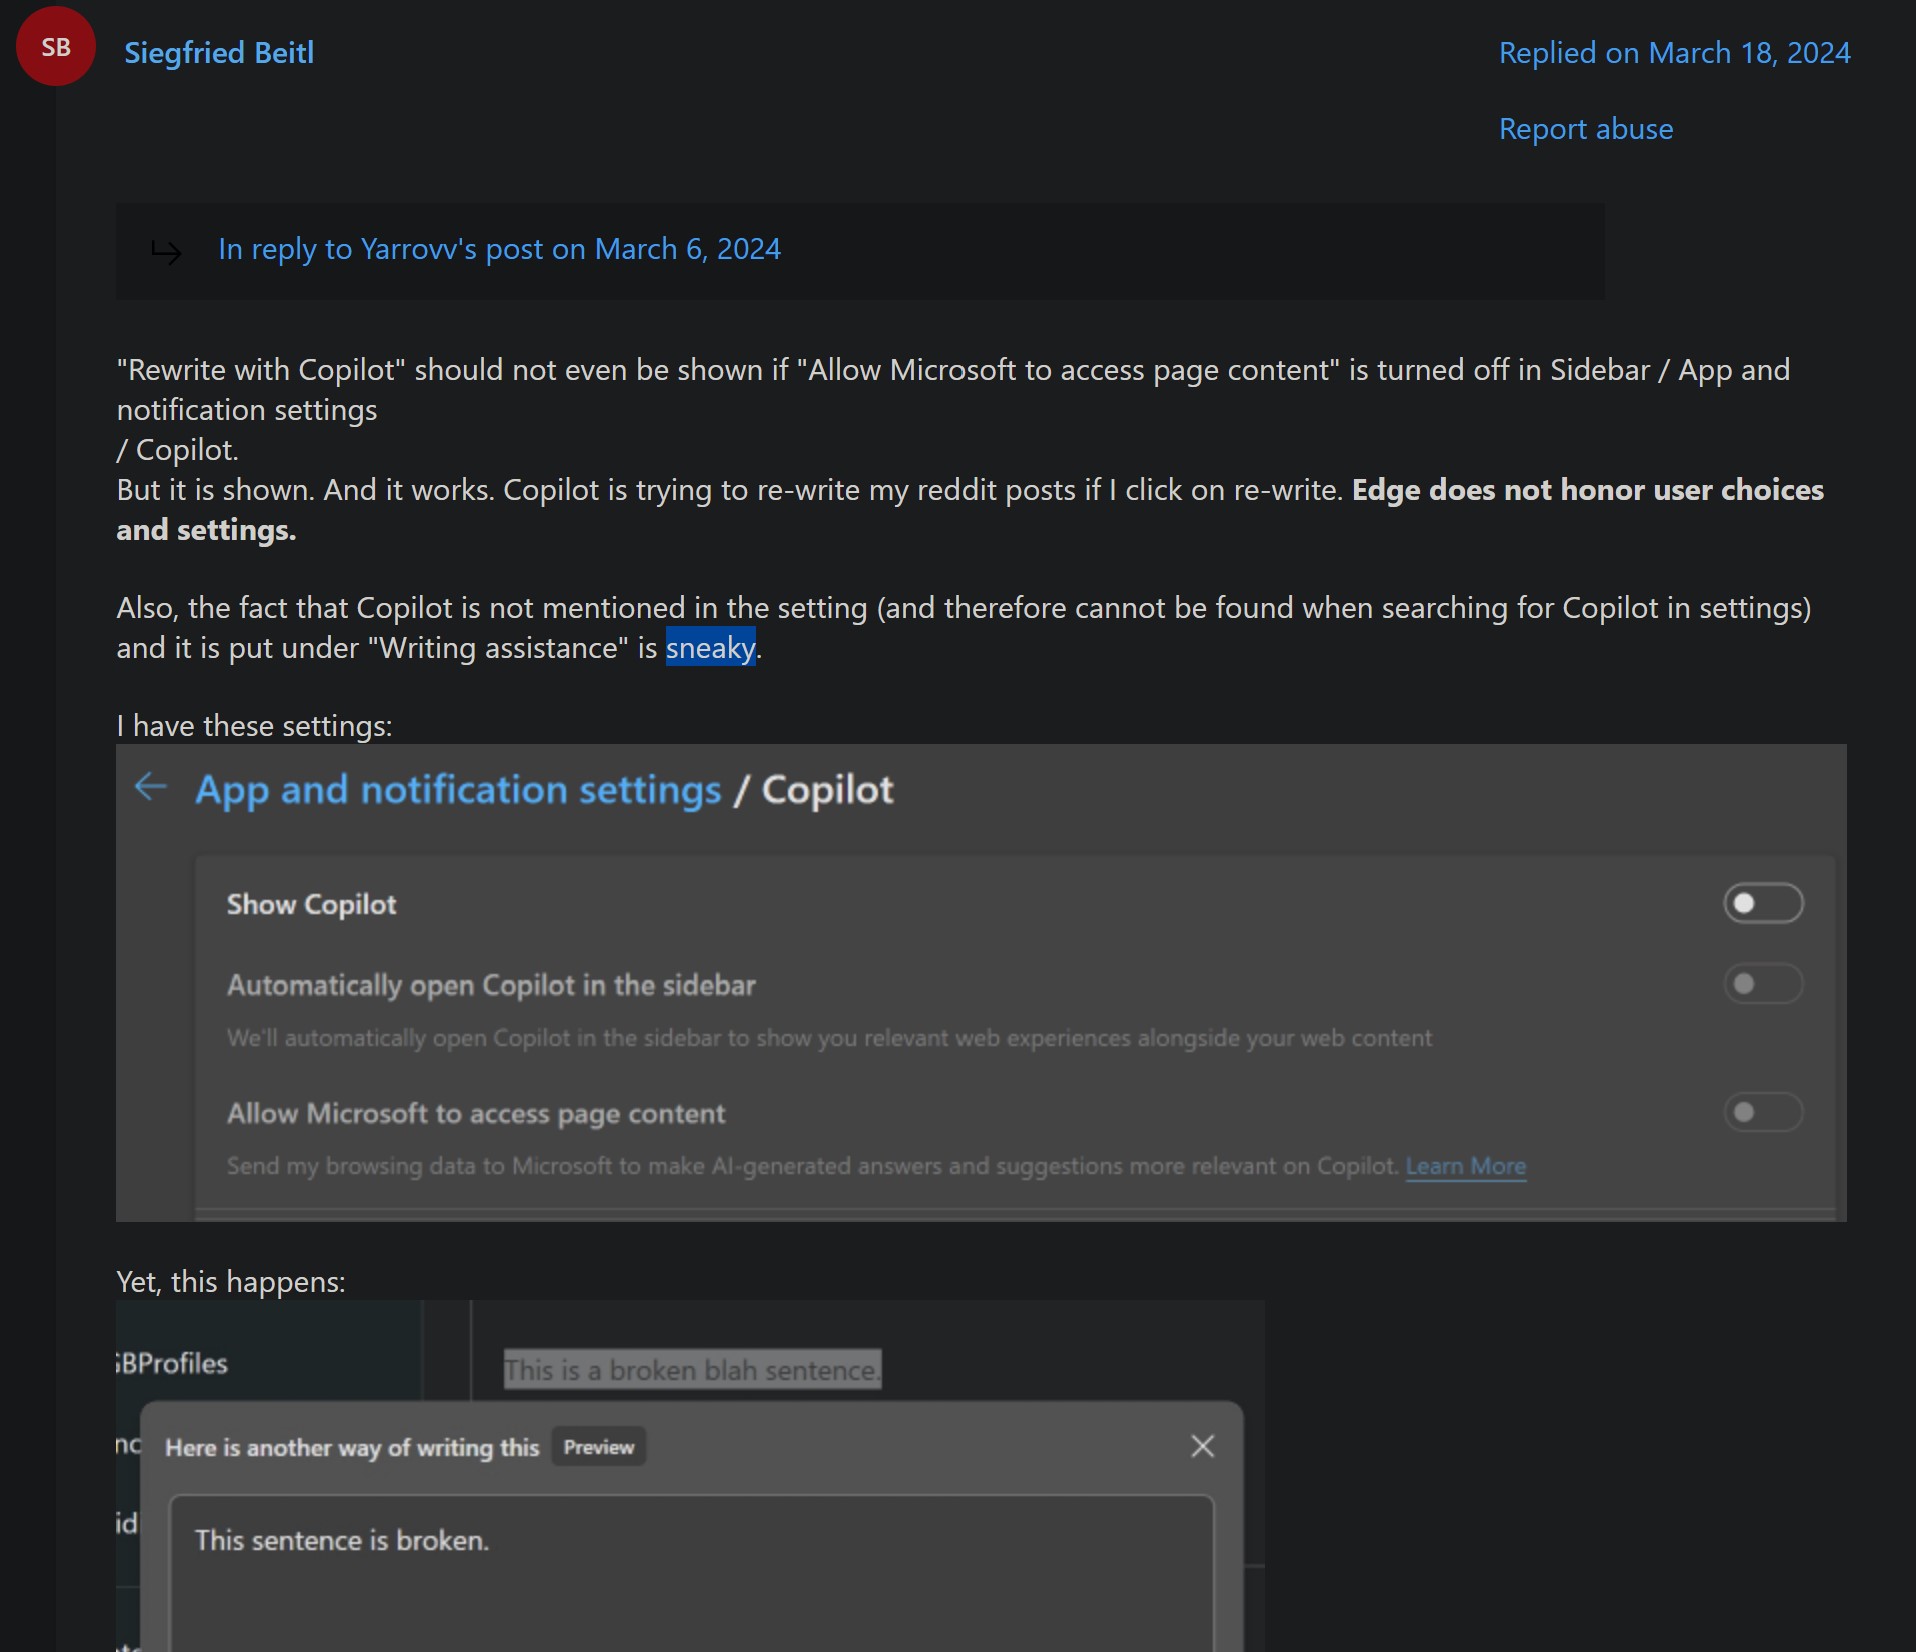 SB
Siegfried Beitl
Replied on March 18, 2024
Report abuse
In reply to Yarrovv's post on March 6, 2024
"Rewrite with Copilot" should not even be shown if "Allow Microsoft to access page content" is turned off in Sidebar / App and
notification settings
/ Copilot.
But it is shown. And it works. Copilot is trying to re-write my reddit posts if I click on re-write. Edge does not honor user choices
and settings.
Also, the fact that Copilot is not mentioned in the setting (and therefore cannot be found when searching for Copilot in settings)
and it is put under "Writing assistance" is sneaky.
I have these settings:
App and notification settings / Copilot
Show Copilot
Automatically open Copilot in the sidebar
We'll automatically open Copilot in the sidebar to show you relevant web experiences alongside your web content
Allow Microsoft to access page content
Send my browsing data to Microsoft to make AI-generated answers and suggestions more relevant on Copilot. Learn More
Yet, this happens:
BProfiles
This is a broken blah sentence.
Here is another way of writing this Preview
This sentence is broken.